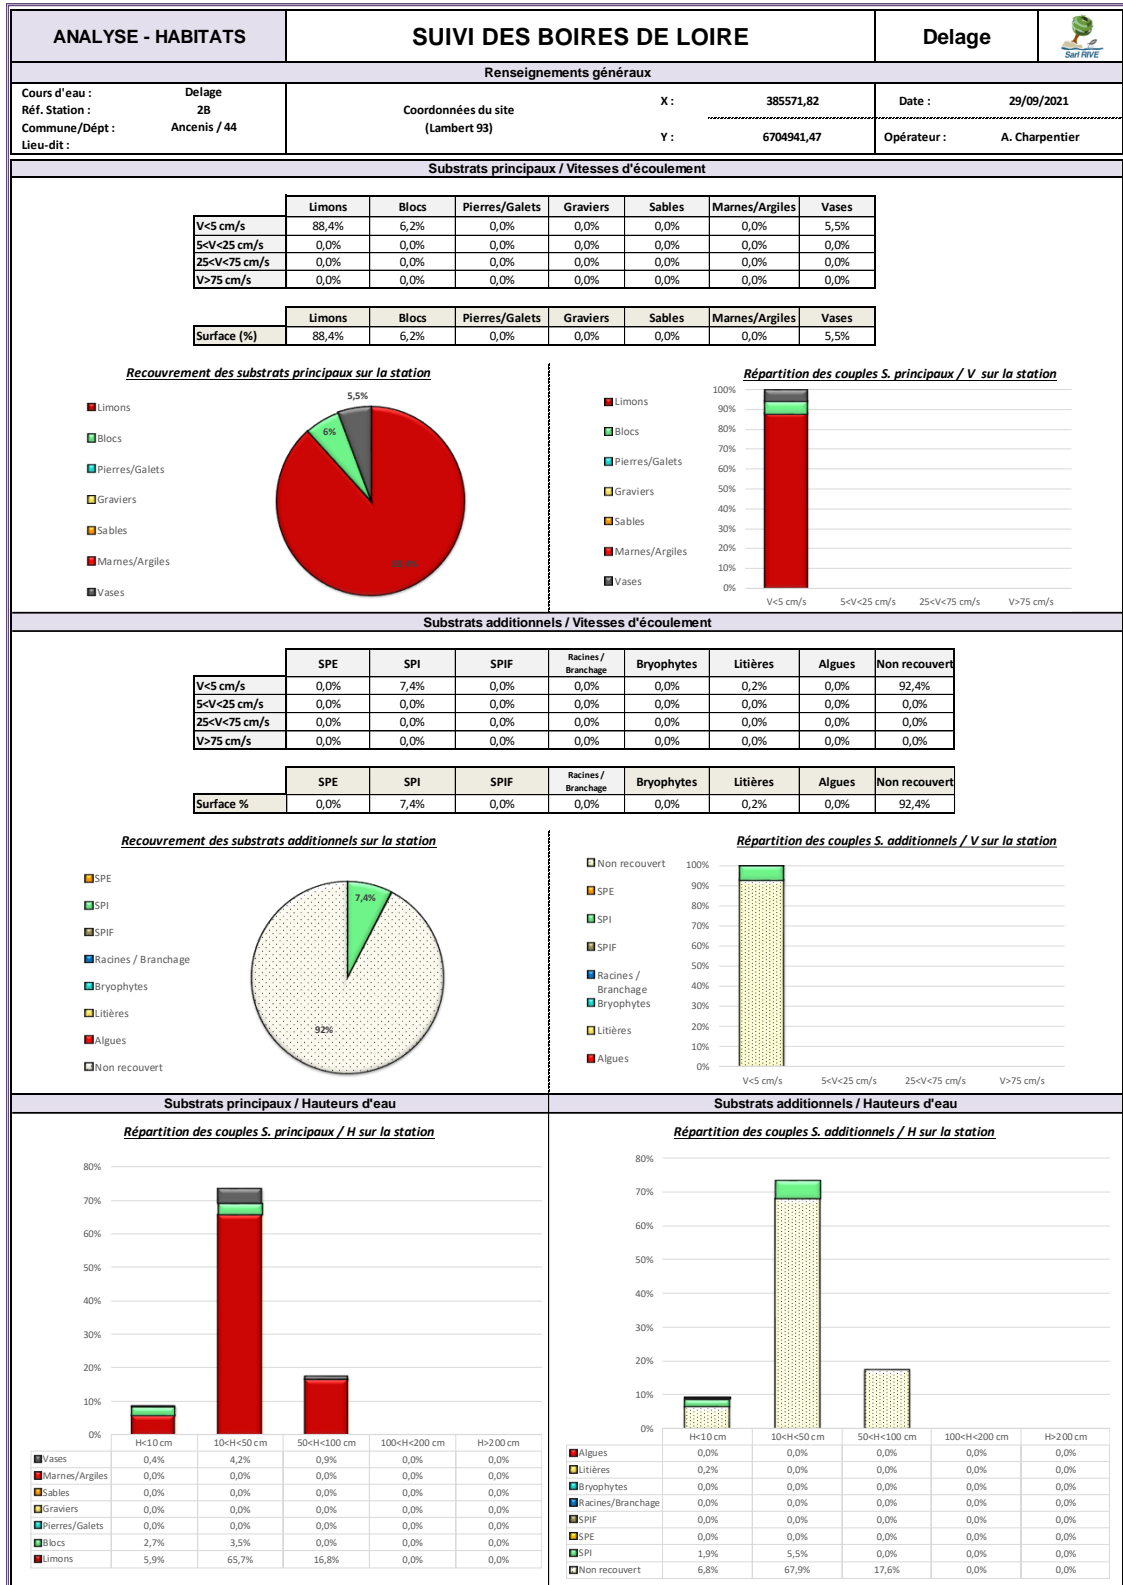 ANALYSE - HABITATS
SUIVI DES BOIRES DE LOIRE
Delage
Sarl RIVE
Renseignements généraux
Cours d'eau : Delage
Réf. Station : 2B
Commune/Dépt : Ancenis / 44
Lieu-dit :
Coordonnées du site
(Lambert 93)
X : 385571,82
Y : 6704941,47
Date : 29/09/2021
Opérateur : A. Charpentier
Substrats principaux / Vitesses d'écoulement
Limons Blocs Pierres/Galets Graviers Sables Marnes/Argiles Vases
V<5 cm/s 88,4% 6,2% 0,0% 0,0% 0,0% 0,0% 5,5%
5<V<25 cm/s 0,0% 0,0% 0,0% 0,0% 0,0% 0,0% 0,0%
25<V<75 cm/s 0,0% 0,0% 0,0% 0,0% 0,0% 0,0% 0,0%
V>75 cm/s 0,0% 0,0% 0,0% 0,0% 0,0% 0,0% 0,0%
Limons Blocs Pierres/Galets Graviers Sables Marnes/Argiles Vases
Surface (%) 88,4% 6,2% 0,0% 0,0% 0,0% 0,0% 5,5%
Recouvrement des substrats principaux sur la station
Limons
Blocs
Pierres/Galets
Graviers
Sables
Marnes/Argiles
Vases
5,5%
6%
88,4%
Répartition des couples S. principaux / V sur la station
Limons
Blocs
Pierres/Galets
Graviers
Sables
Marnes/Argiles
Vases
100%
90%
80%
70%
60%
50%
40%
30%
20%
10%
0%
V<5 cm/s 5<V<25 cm/s 25<V<75 cm/s V>75 cm/s
Substrats additionnels / Vitesses d'écoulement
SPE SPI SPIF Racines / Branchage Bryophytes Litières Algues Non recouvert
V<5 cm/s 0,0% 7,4% 0,0% 0,0% 0,0% 0,2% 0,0% 92,4%
5<V<25 cm/s 0,0% 0,0% 0,0% 0,0% 0,0% 0,0% 0,0% 0,0%
25<V<75 cm/s 0,0% 0,0% 0,0% 0,0% 0,0% 0,0% 0,0% 0,0%
V>75 cm/s 0,0% 0,0% 0,0% 0,0% 0,0% 0,0% 0,0% 0,0%
SPE SPI SPIF Racines / Branchage Bryophytes Litières Algues Non recouvert
Surface % 0,0% 7,4% 0,0% 0,0% 0,0% 0,2% 0,0% 92,4%
Recouvrement des substrats additionnels sur la station
SPE
SPI
SPIF
Racines / Branchage
Bryophytes
Litières
Algues
Non recouvert
7,4%
92%
Répartition des couples S. additionnels / V sur la station
Non recouvert
SPE
SPI
SPIF
Racines /
Branchage
Bryophytes
Litières
Algues
100%
90%
80%
70%
60%
50%
40%
30%
20%
10%
0%
V<5 cm/s 5<V<25 cm/s 25<V<75 cm/s V>75 cm/s
Substrats principaux / Hauteurs d'eau
Répartition des couples S. principaux / H sur la station
80%
70%
60%
50%
40%
30%
20%
10%
0%
H<10 cm 10<H<50 cm 50<H<100 cm 100<H<200 cm H>200 cm
Vases 0,4% 4,2% 0,9% 0,0% 0,0%
Marnes/Argiles 0,0% 0,0% 0,0% 0,0% 0,0%
Sables 0,0% 0,0% 0,0% 0,0% 0,0%
Graviers 0,0% 0,0% 0,0% 0,0% 0,0%
Pierres/Galets 0,0% 0,0% 0,0% 0,0% 0,0%
Blocs 2,7% 3,5% 0,0% 0,0% 0,0%
Limons 5,9% 65,7% 16,8% 0,0% 0,0%
Substrats additionnels / Hauteurs d'eau
Répartition des couples S. additionnels / H sur la station
80%
70%
60%
50%
40%
30%
20%
10%
0%
H<10 cm 10<H<50 cm 50<H<100 cm 100<H<200 cm H>200 cm
Algues 0,0% 0,0% 0,0% 0,0% 0,0%
Litières 0,2% 0,0% 0,0% 0,0% 0,0%
Bryophytes 0,0% 0,0% 0,0% 0,0% 0,0%
Racines/Branchage 0,0% 0,0% 0,0% 0,0% 0,0%
SPIF 0,0% 0,0% 0,0% 0,0% 0,0%
SPE 0,0% 0,0% 0,0% 0,0% 0,0%
SPI 1,9% 5,5% 0,0% 0,0% 0,0%
Non recouvert 6,8% 67,9% 17,6% 0,0% 0,0%